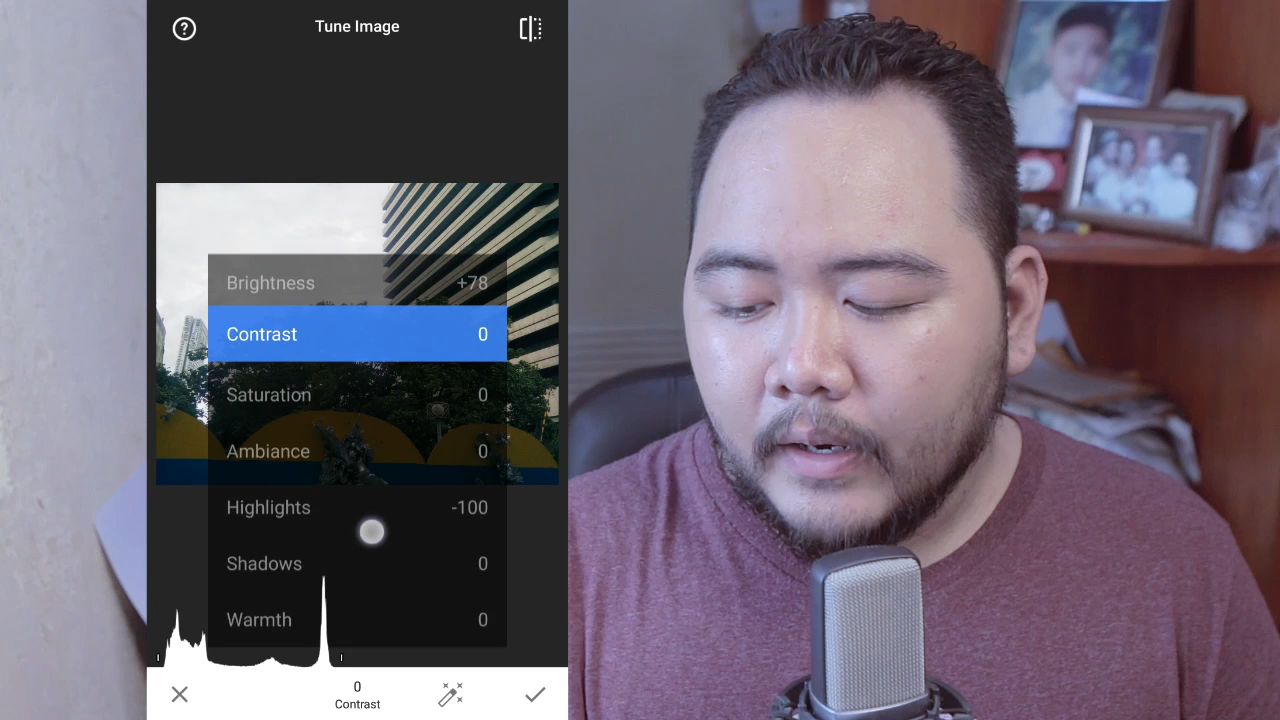 Tune Image
Brightness +78
Contrast 0
Saturation 0
Ambiance 0
Highlights -100
Shadows 0
Warmth 0
0
Contrast